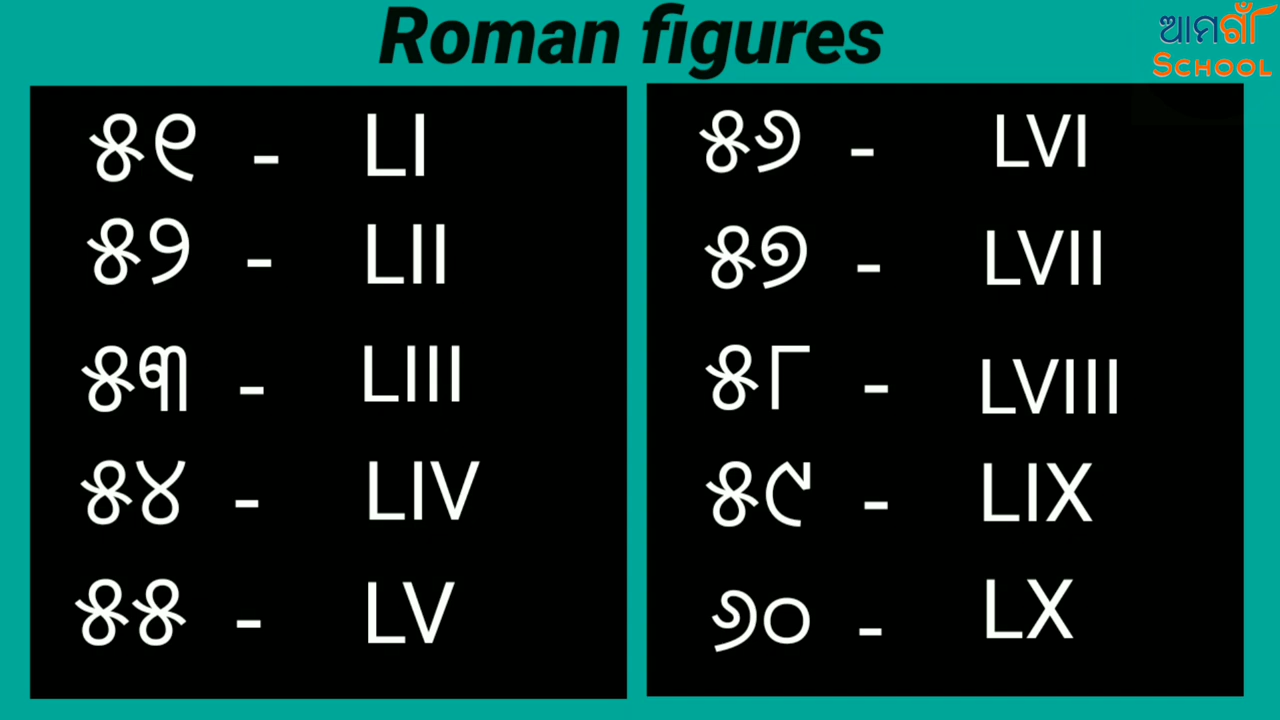 Roman figures
ଆମଗାଁ
SCHOOL
୫୧ - LI
୫୨ - LII
୫୩ - LIII
୫୪ - LIV
୫୫ - LV
୫୬ - LVI
୫୭ - LVII
୫୮ - LVIII
୫୯ - LIX
୬୦ - LX